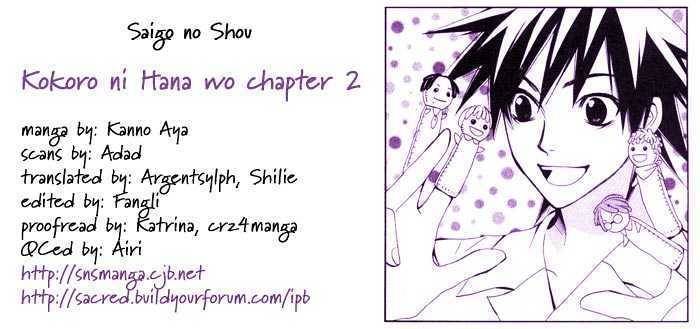 Saigo no Shou
Kokoro ni Hana wo chapter 2
manga by: Kanno Aya
scans by: Adad
translated by: Argentsylph, Shilie
edited by: Fangli
proofread by: Katrina, crz4manga
QCed by: Airi
http://snsmanga.cjb.net
http://sacred.buildyourforum.com/ipb